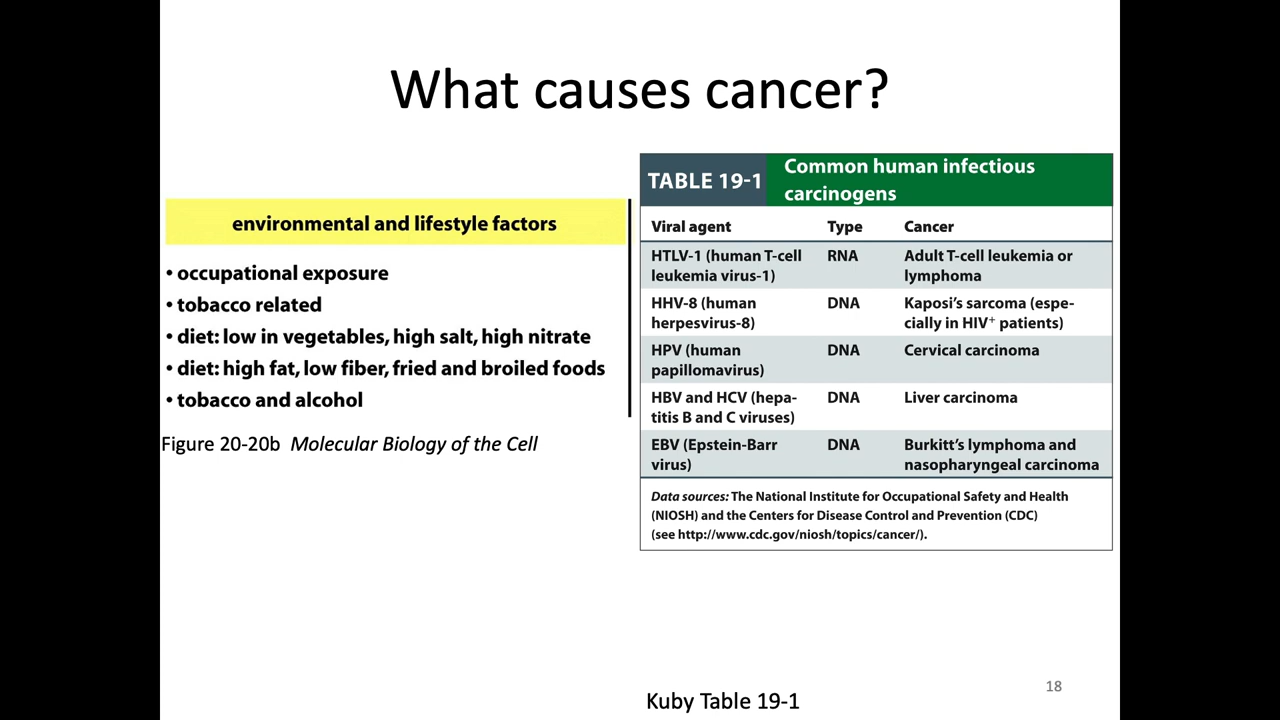 What causes cancer?
environmental and lifestyle factors
• occupational exposure
• tobacco related
• diet: low in vegetables, high salt, high nitrate
• diet: high fat, low fiber, fried and broiled foods
• tobacco and alcohol
Figure 20-20b Molecular Biology of the Cell
TABLE 19-1 Common human infectious
carcinogens
Viral agent Type Cancer
HTLV-1 (human T-cell RNA Adult T-cell leukemia or
leukemia virus-1) lymphoma
HHV-8 (human DNA Kaposi's sarcoma (espe-
herpesvirus-8) cially in HIV⁺ patients)
HPV (human DNA Cervical carcinoma
papillomavirus)
HBV and HCV (hepa- DNA Liver carcinoma
titis B and C viruses)
EBV (Epstein-Barr DNA Burkitt's lymphoma and
virus) nasopharyngeal carcinoma
Data sources: The National Institute for Occupational Safety and Health
(NIOSH) and the Centers for Disease Control and Prevention (CDC)
(see http://www.cdc.gov/niosh/topics/cancer/).
18
Kuby Table 19-1